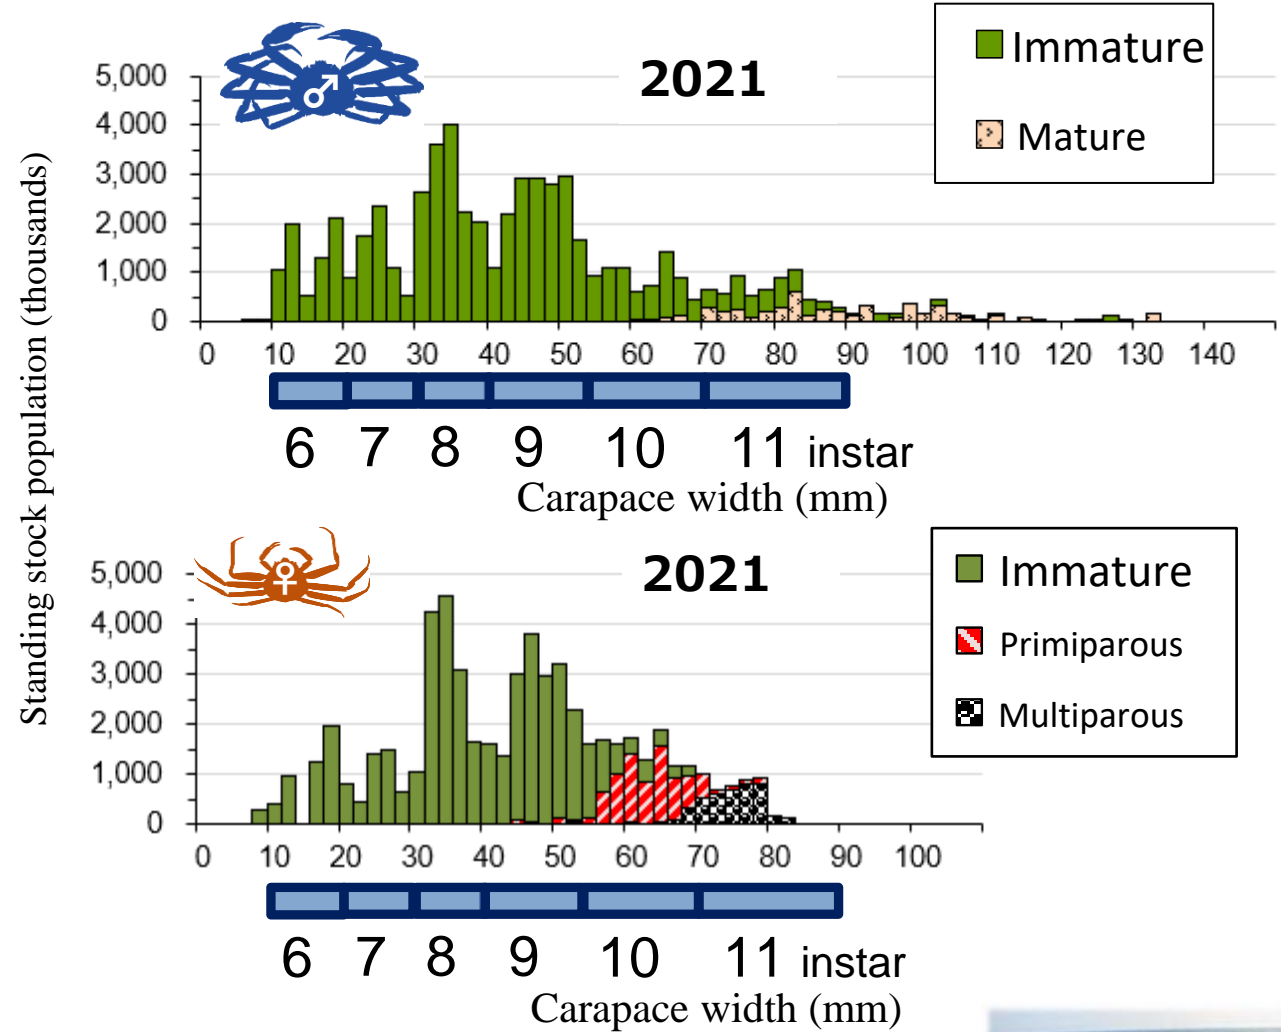 Standing stock population (thousands)
2021
Immature
Mature
5,000
4,000
3,000
2,000
1,000
0
0 10 20 30 40 50 60 70 80 90 100 110 120 130 140
6 7 8 9 10 11 instar
Carapace width (mm)
2021
Immature
Primiparous
Multiparous
5,000
4,000
3,000
2,000
1,000
0
0 10 20 30 40 50 60 70 80 90 100
6 7 8 9 10 11 instar
Carapace width (mm)